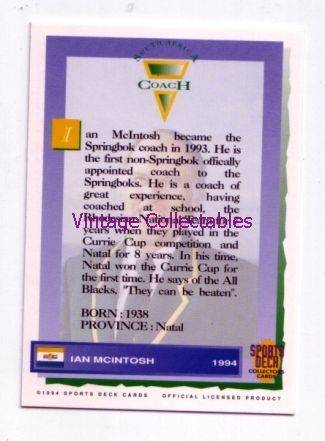 SOUTH AFRICA
COACH
Ian McIntosh became the
Springbok coach in 1993. He is
the first non-Springbok offically
appointed coach to the
Springboks. He is a coach of
great experience, having
coached at school, the
Vintage Collectables
years when they played in the
Currie Cup competition and
Natal for 8 years. In his time,
Natal won the Currie Cup for
the first time. He says of the All
Blacks, "They can be beaten".
BORN : 1938
PROVINCE : Natal
IAN MCINTOSH
1994
SPORTS
DECK
COLLECTORS
CARDS
©1994 SPORTS DECK CARDS OFFICIAL LICENSED PRODUCT